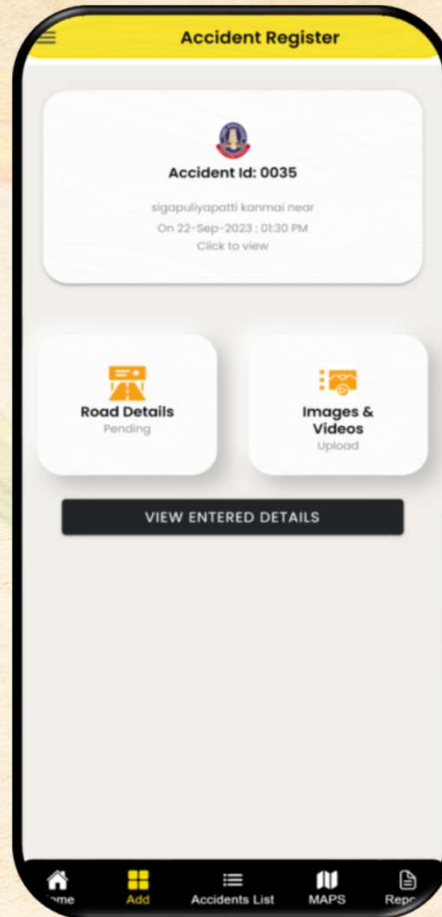 Accident Register
Accident Id: 0035
sigapuliyapatti kanmai near
On 22-Sep-2023 : 01:30 PM
Click to view
Road Details
Pending
Images &
Videos
Upload
VIEW ENTERED DETAILS
Add
Accidents List
MAPS